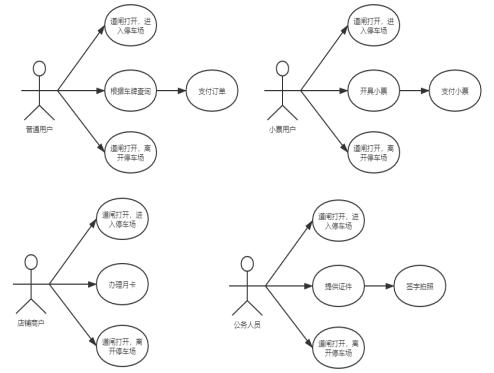 道闸打开，进
入停车场
根据车牌查询
支付订单
普通用户
道闸打开，离
开停车场
道闸打开，进
入停车场
开具小票
支付小票
小票用户
道闸打开，离
开停车场
道闸打开，进
入停车场
办理月卡
店铺商户
道闸打开，离
开停车场
道闸打开，进
入停车场
提供证件
签字拍照
公务人员
道闸打开，离
开停车场